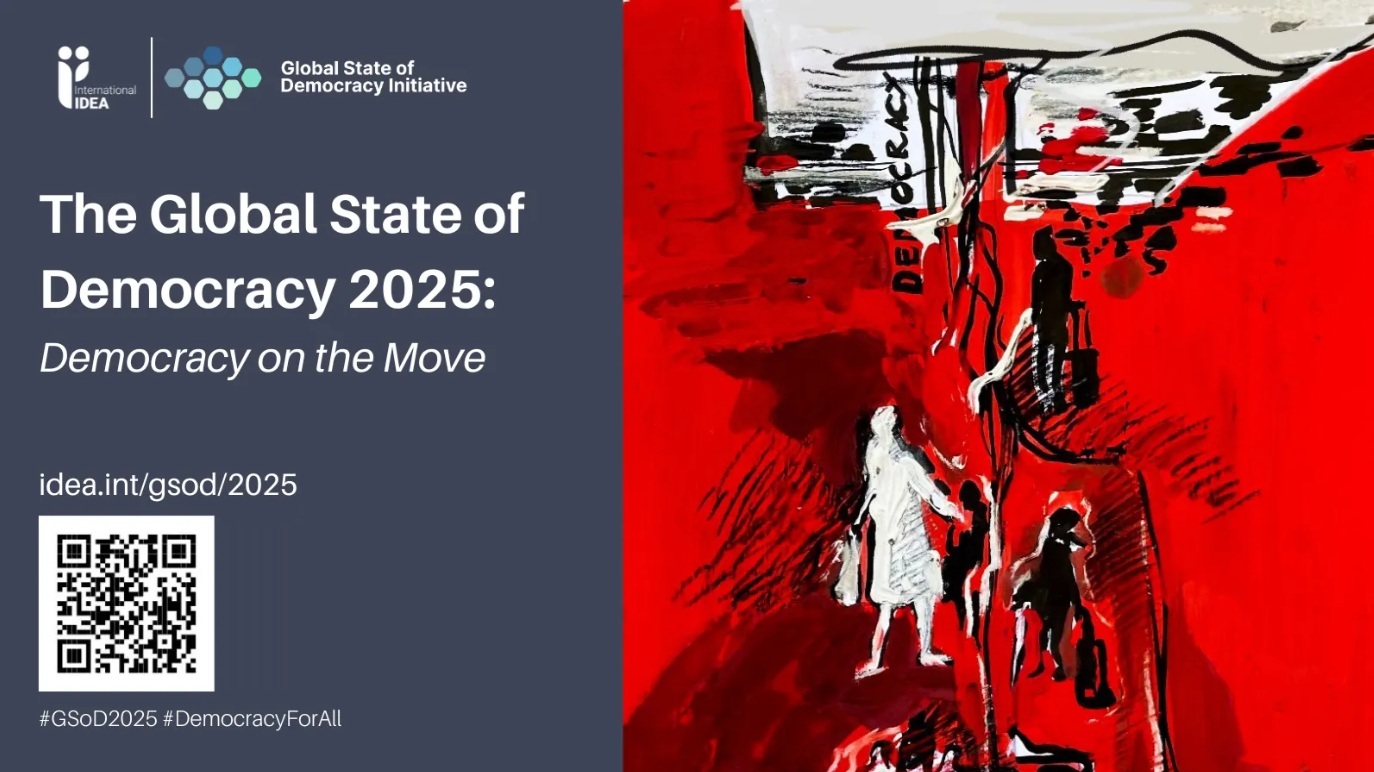 International
IDEA
Global State of
Democracy Initiative
The Global State of
Democracy 2025:
Democracy on the Move
idea.int/gsod/2025
#GSoD2025 #DemocracyForAll
DEMOCRACY